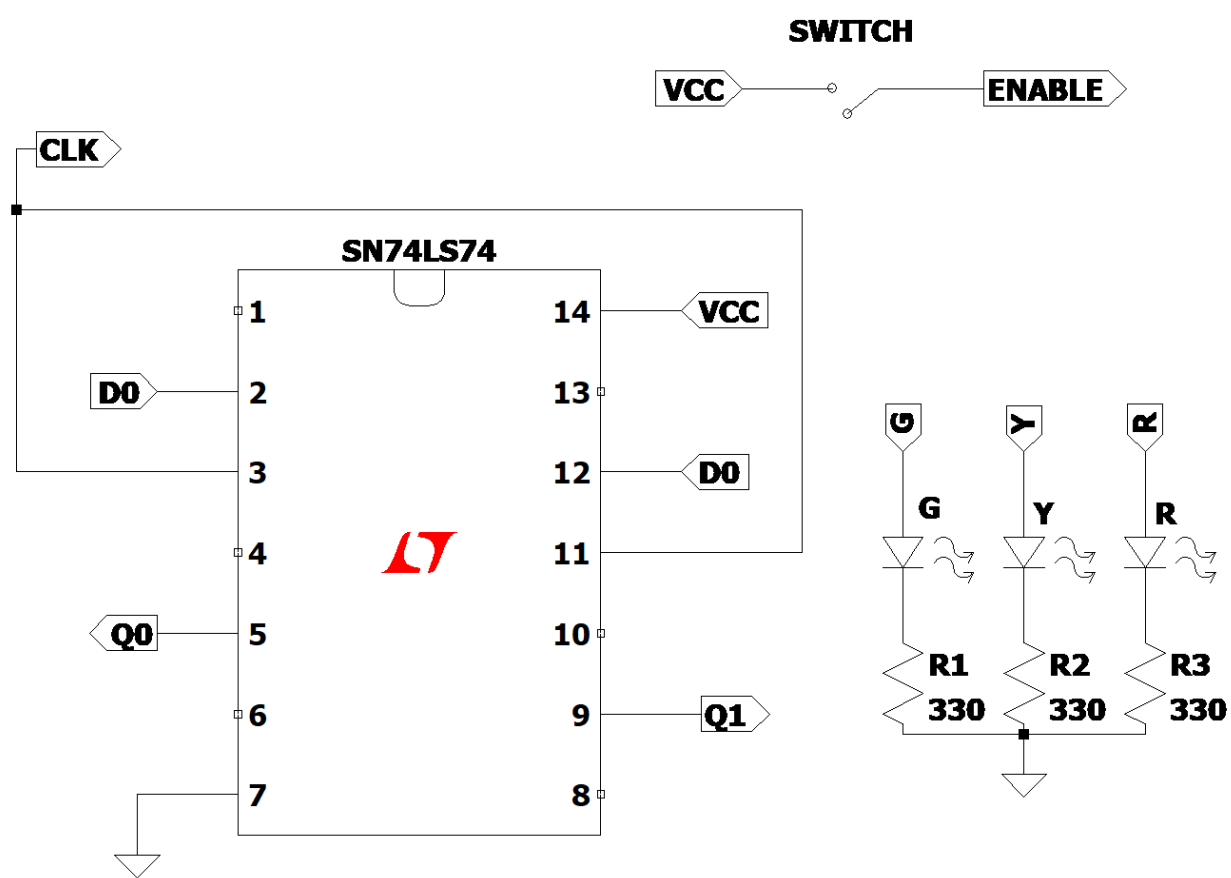 SWITCH
VCC
ENABLE
CLK
SN74LS74
1
14
VCC
D0
2
13
3
12
D0
4
11
Q0
5
10
6
9
Q1
7
8
G
Y
R
G
Y
R
R1
330
R2
330
R3
330